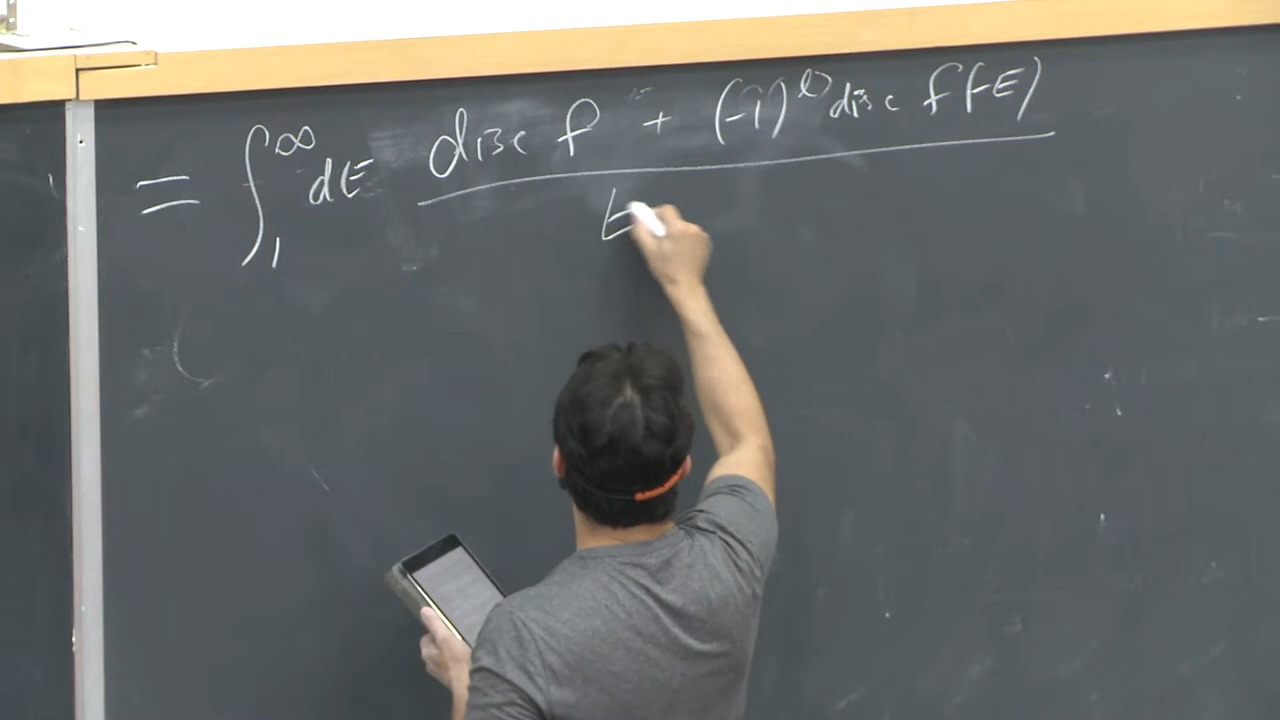 = ∫₁^∞ dE (disc f + (-1)^l disc f(-E)) / E